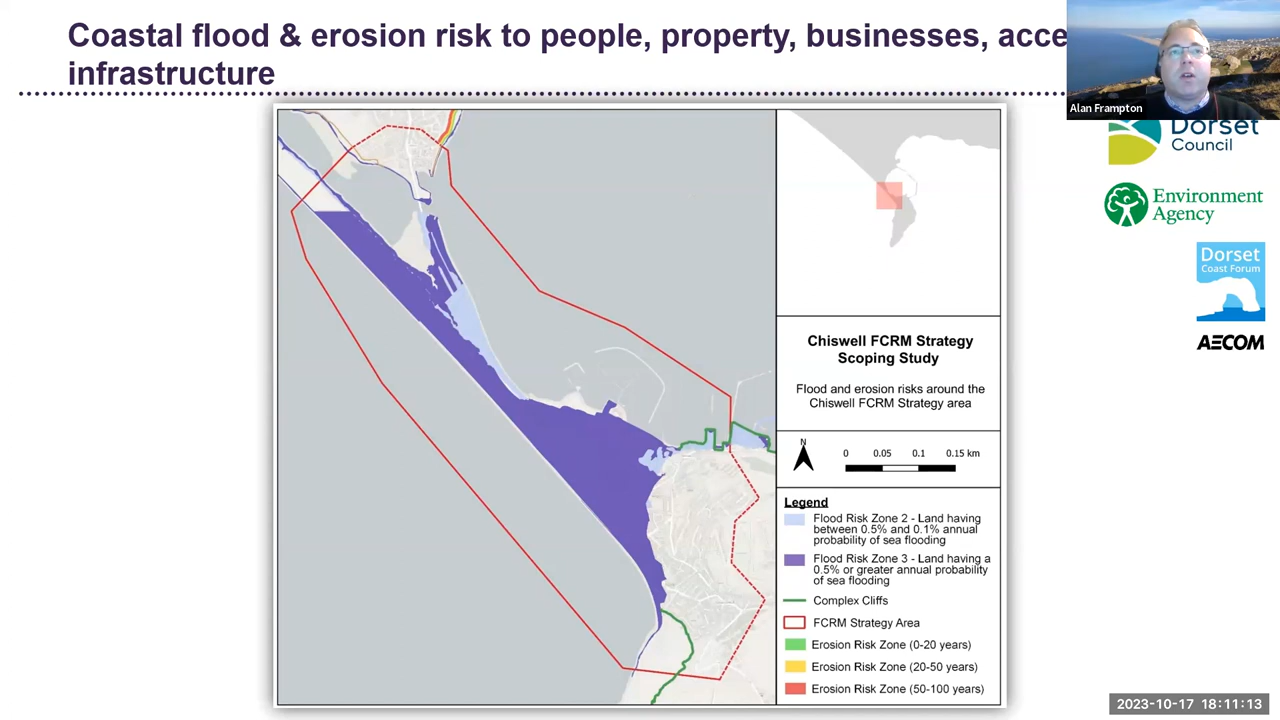 Coastal flood & erosion risk to people, property, businesses, acce
infrastructure
Alan Frampton
Dorset
Council
Environment
Agency
Dorset
Coast Forum
AECOM
Chiswell FCRM Strategy
Scoping Study
Flood and erosion risks around the
Chiswell FCRM Strategy area
N
0 0.05 0.1 0.15 km
Legend
Flood Risk Zone 2 - Land having
between 0.5% and 0.1% annual
probability of sea flooding
Flood Risk Zone 3 - Land having a
0.5% or greater annual probability
of sea flooding
Complex Cliffs
FCRM Strategy Area
Erosion Risk Zone (0-20 years)
Erosion Risk Zone (20-50 years)
Erosion Risk Zone (50-100 years)
2023-10-17 18:11:13